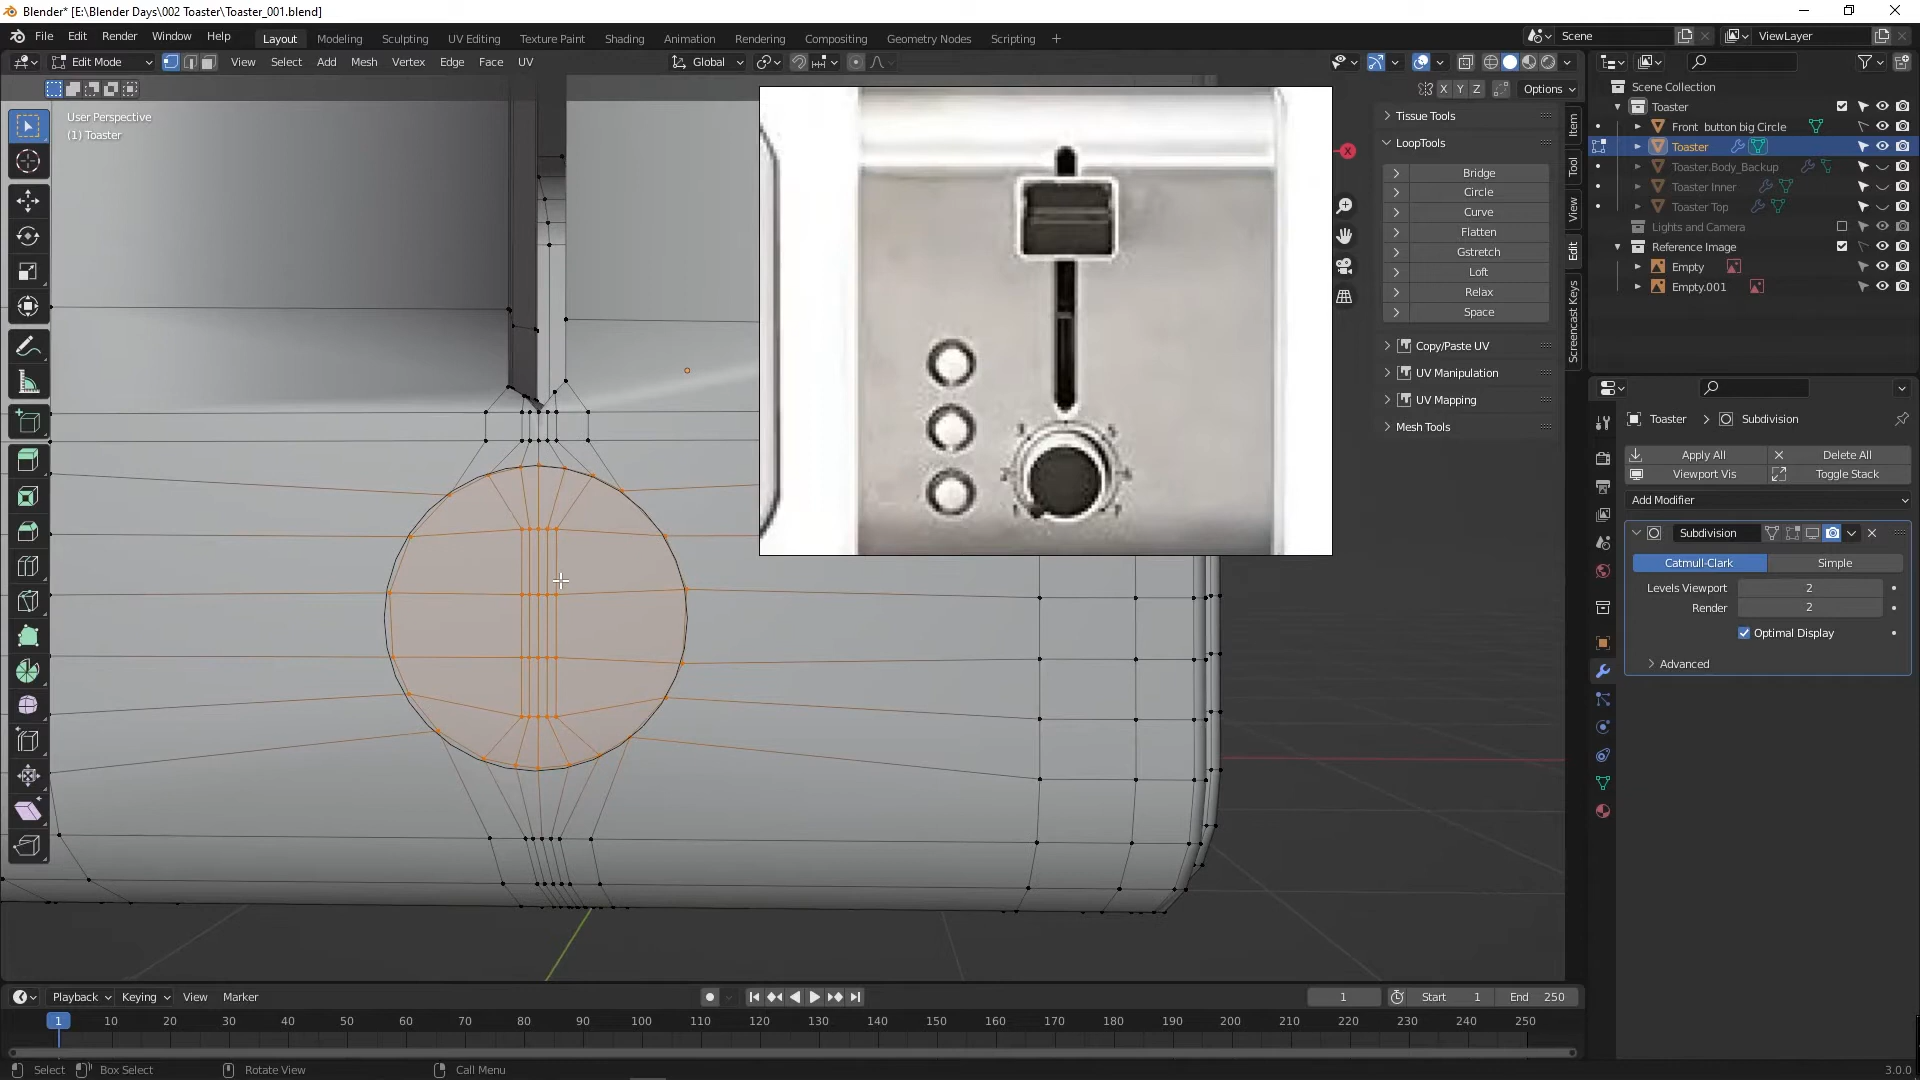 Blender* [E:\Blender Days\002 Toaster\Toaster_001.blend]
File Edit Render Window Help
Layout Modeling Sculpting UV Editing Texture Paint Shading Animation Rendering Compositing Geometry Nodes Scripting +
Scene
ViewLayer
Edit Mode
View Select Add Mesh Vertex Edge Face UV
Global
X Y Z
Options
User Perspective
(1) Toaster
X
Tissue Tools
LoopTools
Bridge
Circle
Curve
Flatten
Gstretch
Loft
Relax
Space
Copy/Paste UV
UV Manipulation
UV Mapping
Mesh Tools
Item
Tool
View
Edit
Screencast Keys
Scene Collection
Toaster
Front button big Circle
Toaster
Toaster.Body_Backup
Toaster Inner
Toaster Top
Lights and Camera
Reference Image
Empty
Empty.001
Toaster > Subdivision
Apply All
Delete All
Viewport Vis
Toggle Stack
Add Modifier
Subdivision
Catmull-Clark
Simple
Levels Viewport 2
Render 2
Optimal Display
Advanced
Playback Keying View Marker
1
Start 1
End 250
1 10 20 30 40 50 60 70 80 90 100 110 120 130 140 150 160 170 180 190 200 210 220 230 240 250
Select
Box Select
Rotate View
Call Menu
3.0.0